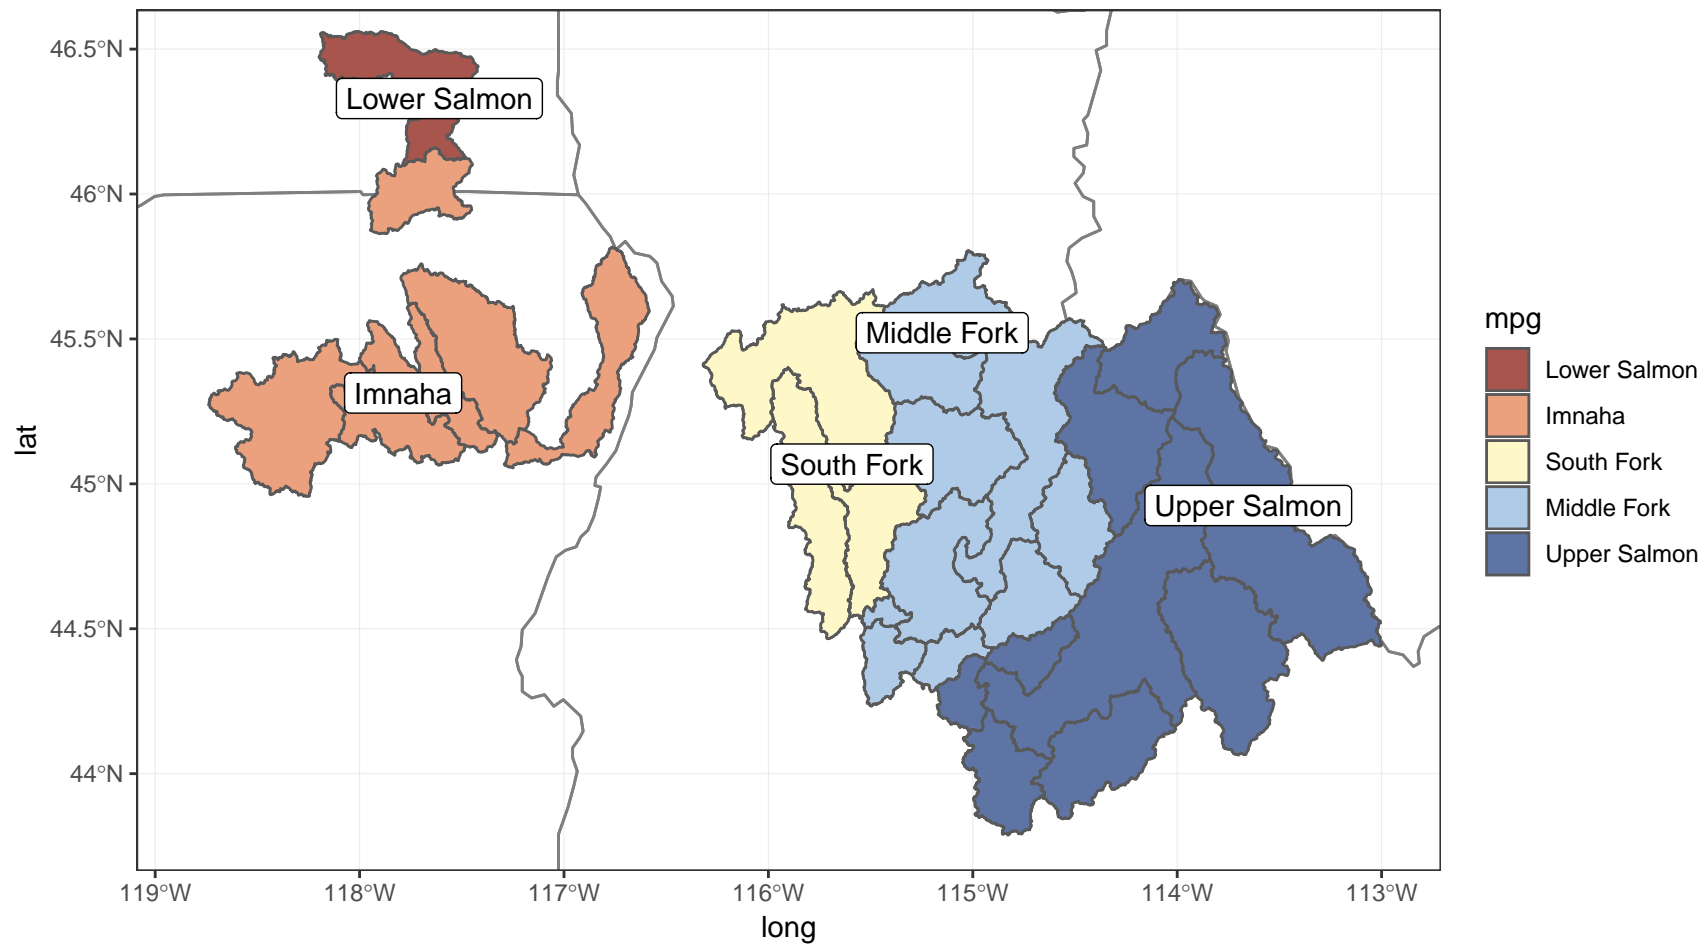 46.5°N
46°N
45.5°N
45°N
44.5°N
44°N
lat
Lower Salmon
Imnaha
Middle Fork
South Fork
Upper Salmon
119°W
118°W
117°W
116°W
115°W
114°W
113°W
long
mpg
Lower Salmon
Imnaha
South Fork
Middle Fork
Upper Salmon